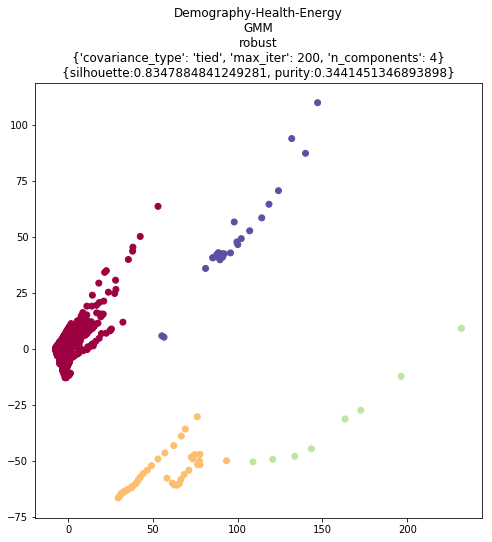 Demography-Health-Energy
GMM
robust
{'covariance_type': 'tied', 'max_iter': 200, 'n_components': 4}
{silhouette:0.8347884841249281, purity:0.3441451346893898}
100
75
50
25
0
−25
−50
−75
0
50
100
150
200